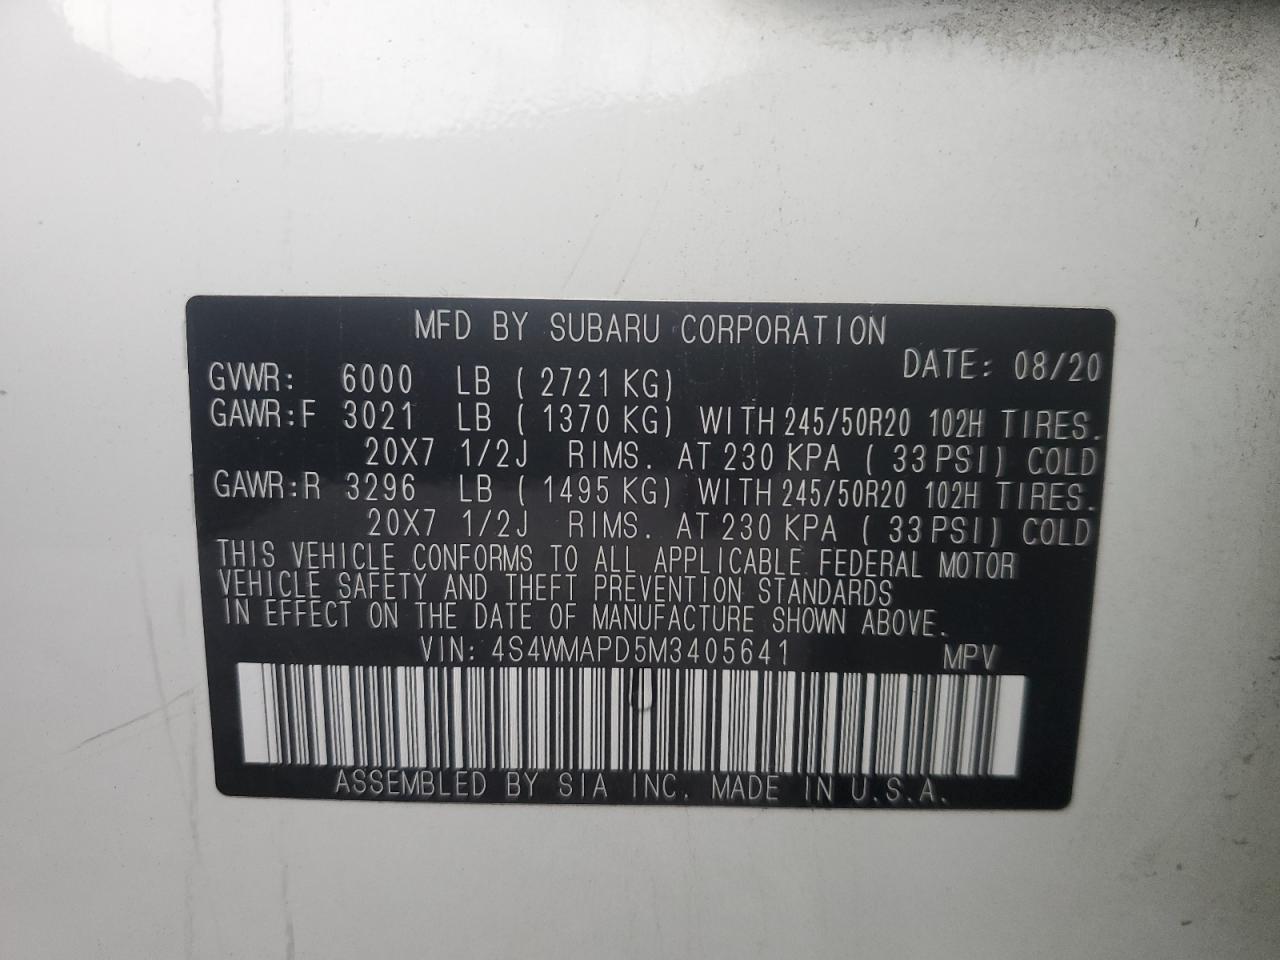 MFD BY SUBARU CORPORATION
DATE: 08/20
GVWR: 6000 LB ( 2721 KG)
GAWR:F 3021 LB ( 1370 KG) WITH 245/50R20 102H TIRES.
20X7 1/2J RIMS. AT 230 KPA ( 33 PSI) COLD
GAWR:R 3296 LB ( 1495 KG) WITH 245/50R20 102H TIRES.
20X7 1/2J RIMS. AT 230 KPA ( 33 PSI) COLD
THIS VEHICLE CONFORMS TO ALL APPLICABLE FEDERAL MOTOR
VEHICLE SAFETY AND THEFT PREVENTION STANDARDS
IN EFFECT ON THE DATE OF MANUFACTURE SHOWN ABOVE.
VIN: 4S4WMAPD5M3405641 MPV
ASSEMBLED BY SIA INC. MADE IN U.S.A.